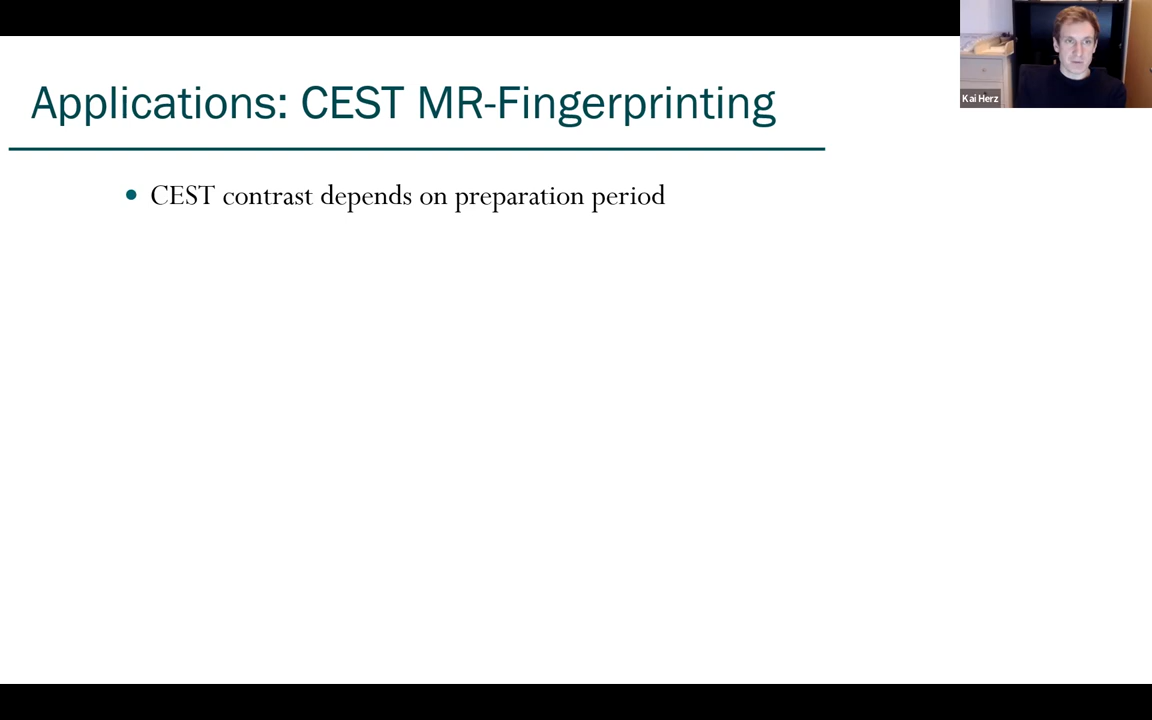 Applications: CEST MR-Fingerprinting
Kai Herz
• CEST contrast depends on preparation period